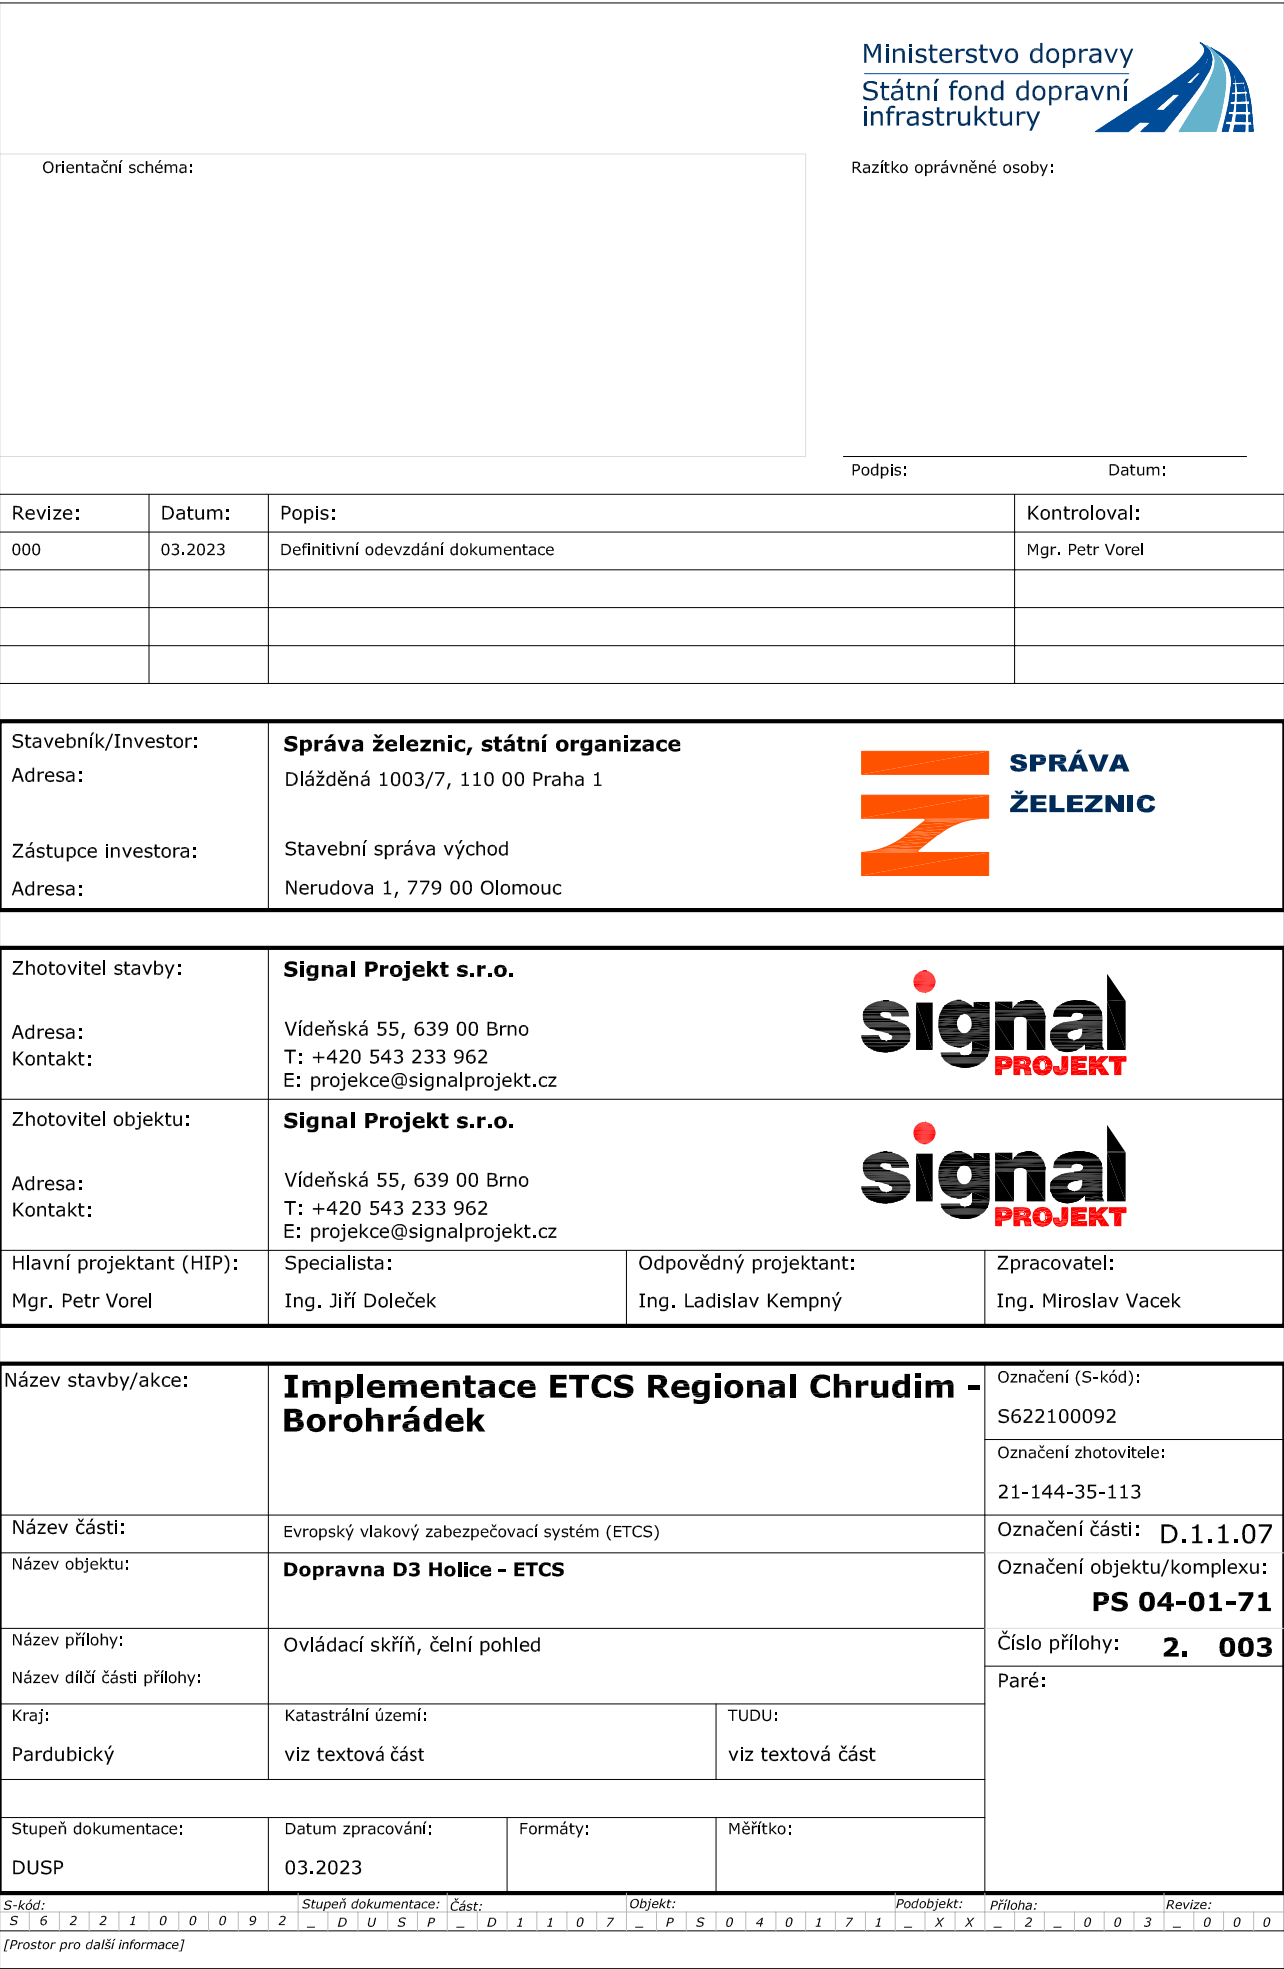 Ministerstvo dopravy
Státní fond dopravní
infrastruktury
Orientační schéma:
Razítko oprávněné osoby:
Podpis: Datum:
Revize: Datum: Popis: Kontroloval:
000 03.2023 Definitivní odevzdání dokumentace Mgr. Petr Vorel
Stavebník/Investor: Správa železnic, státní organizace
Adresa: Dlážděná 1003/7, 110 00 Praha 1
SPRÁVA
ŽELEZNIC
Zástupce investora: Stavební správa východ
Adresa: Nerudova 1, 779 00 Olomouc
Zhotovitel stavby: Signal Projekt s.r.o.
Adresa: Vídeňská 55, 639 00 Brno
Kontakt: T: +420 543 233 962
E: projekce@signalprojekt.cz
signal
PROJEKT
Zhotovitel objektu: Signal Projekt s.r.o.
Adresa: Vídeňská 55, 639 00 Brno
Kontakt: T: +420 543 233 962
E: projekce@signalprojekt.cz
signal
PROJEKT
Hlavní projektant (HIP): Specialista: Odpovědný projektant: Zpracovatel:
Mgr. Petr Vorel Ing. Jiří Doleček Ing. Ladislav Kempný Ing. Miroslav Vacek
Název stavby/akce: Implementace ETCS Regional Chrudim -
Borohrádek
Označení (S-kód):
S622100092
Označení zhotovitele:
21-144-35-113
Název části: Evropský vlakový zabezpečovací systém (ETCS) Označení části: D.1.1.07
Název objektu: Dopravna D3 Holice - ETCS Označení objektu/komplexu:
PS 04-01-71
Název přílohy: Ovládací skříň, čelní pohled Číslo přílohy: 2. 003
Název dílčí části přílohy: Paré:
Kraj: Katastrální území: TUDU:
Pardubický viz textová část viz textová část
Stupeň dokumentace: Datum zpracování: Formáty: Měřítko:
DUSP 03.2023
S-kód: Stupeň dokumentace: Část: Objekt: Podobjekt: Příloha: Revize:
S 6 2 2 1 0 0 0 9 2 _ D U S P _ D 1 1 0 7 _ P S 0 4 0 1 7 1 _ X X _ 2 _ 0 0 3 _ 0 0 0
[Prostor pro další informace]